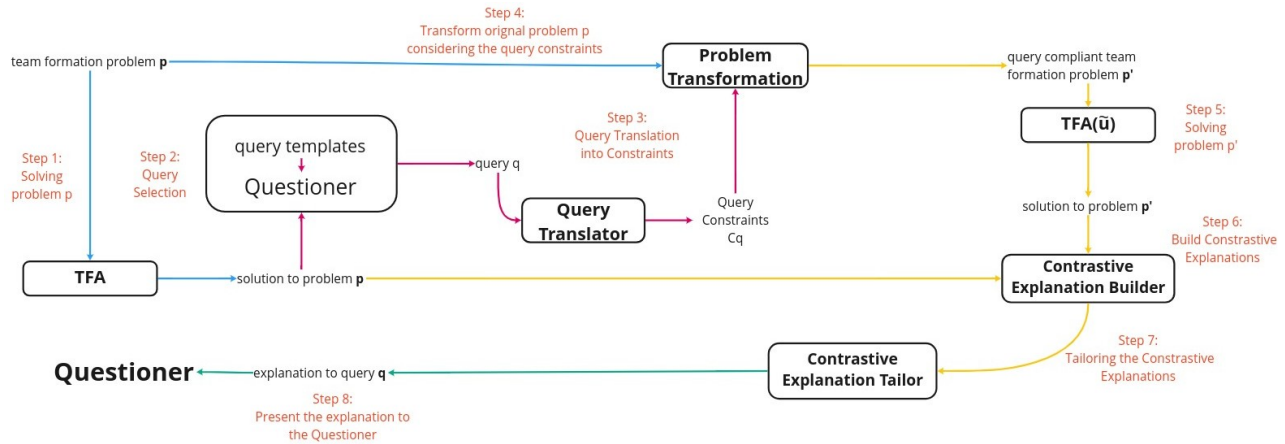 Step 4:
Transform orignal problem p
considering the query constraints
team formation problem p
Problem
Transformation
query compliant team
formation problem p'
Step 1:
Solving
problem p
Step 2:
Query
Selection
query templates
Questioner
query q
Step 3:
Query Translation
into Constraints
Query
Translator
Query
Constraints
Cq
TFA(ũ)
Step 5:
Solving
problem p'
solution to problem p'
Step 6:
Build Constrastive
Explanations
TFA
solution to problem p
Contrastive
Explanation Builder
Step 7:
Tailoring the Constrastive
Explanations
Contrastive
Explanation Tailor
explanation to query q
Questioner
Step 8:
Present the explanation to
the Questioner